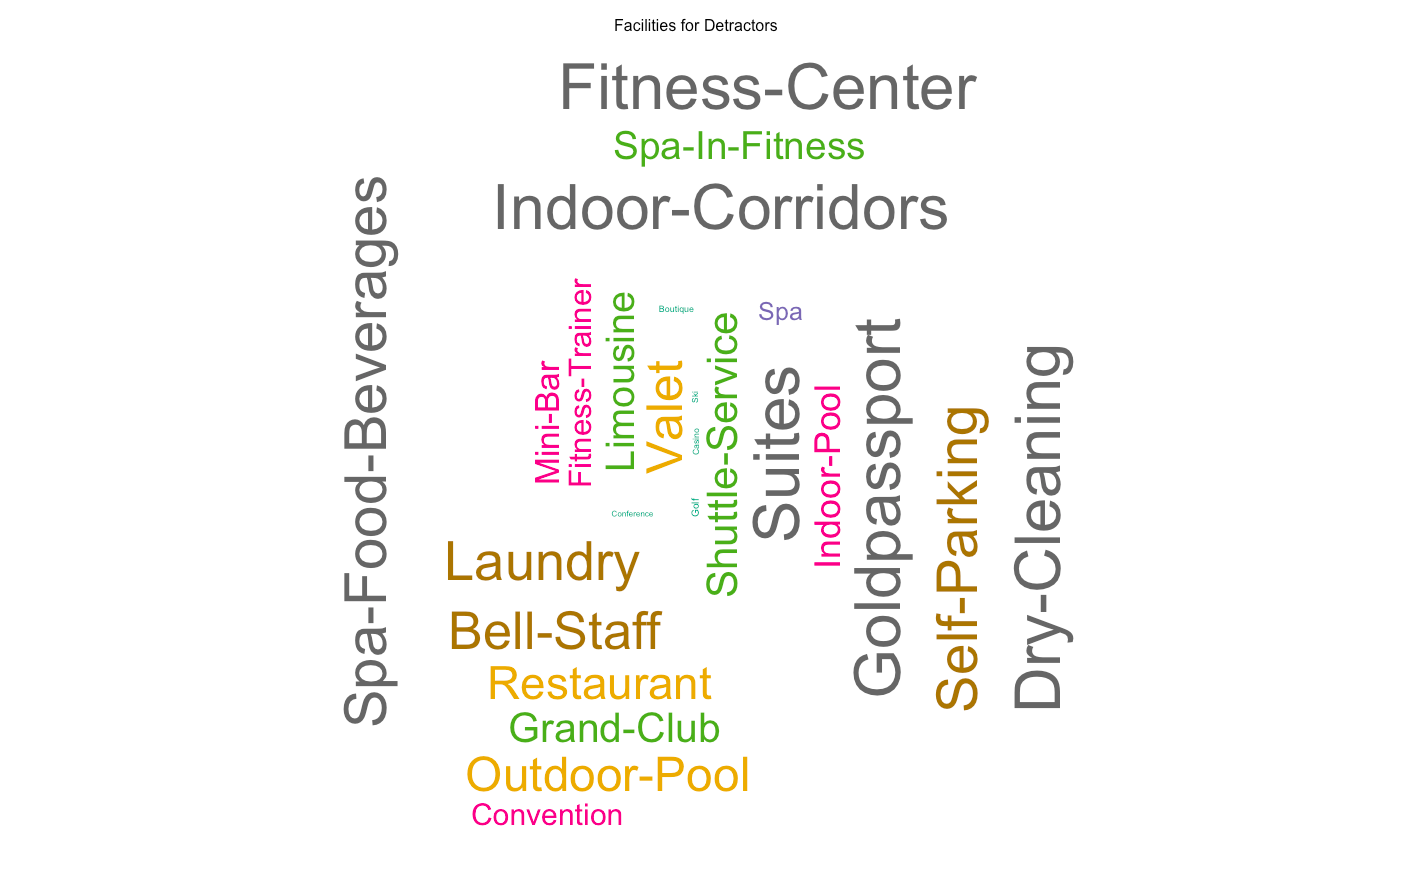 Facilities for Detractors
Fitness-Center
Spa-In-Fitness
Indoor-Corridors
Spa-Food-Beverages
Mini-Bar
Fitness-Trainer
Limousine
Boutique
Valet
Ski
Casino
Golf
Conference
Shuttle-Service
Spa
Suites
Indoor-Pool
Goldpassport
Self-Parking
Dry-Cleaning
Laundry
Bell-Staff
Restaurant
Grand-Club
Outdoor-Pool
Convention